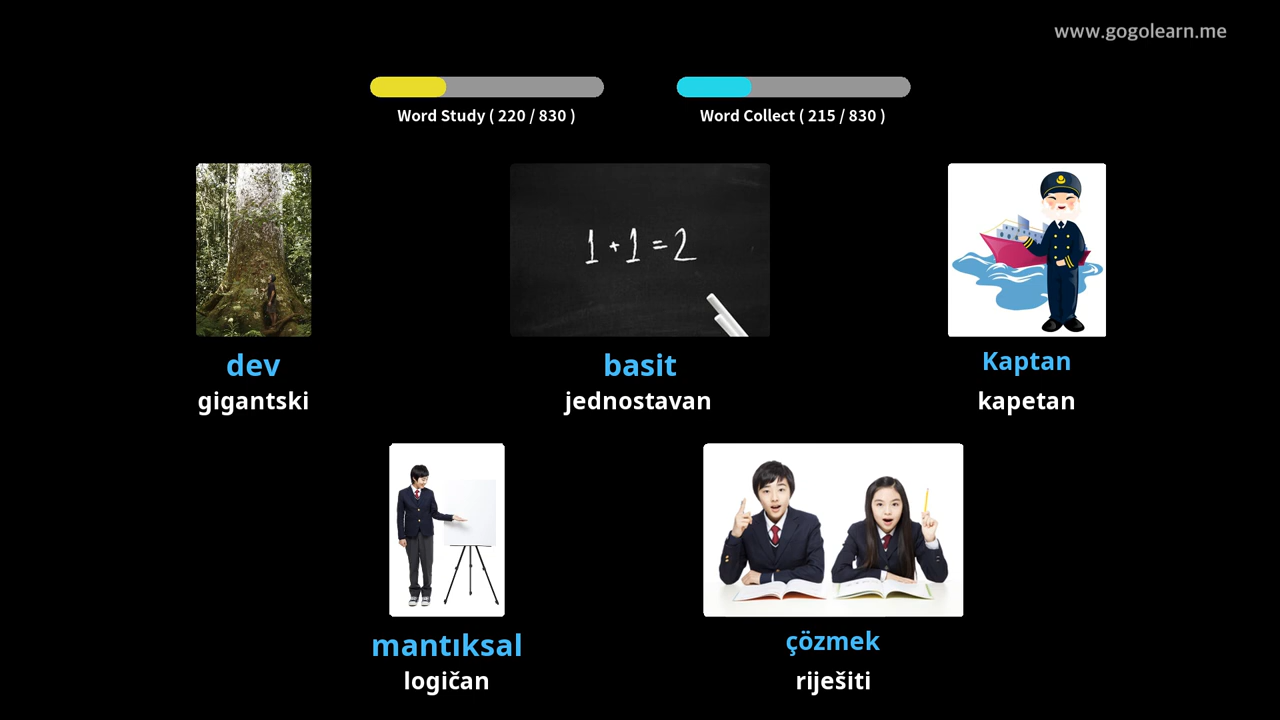 www.gogolearn.me
Word Study ( 220 / 830 )
Word Collect ( 215 / 830 )
1 + 1 = 2
dev
gigantski
basit
jednostavan
Kaptan
kapetan
mantıksal
logičan
çözmek
riješiti